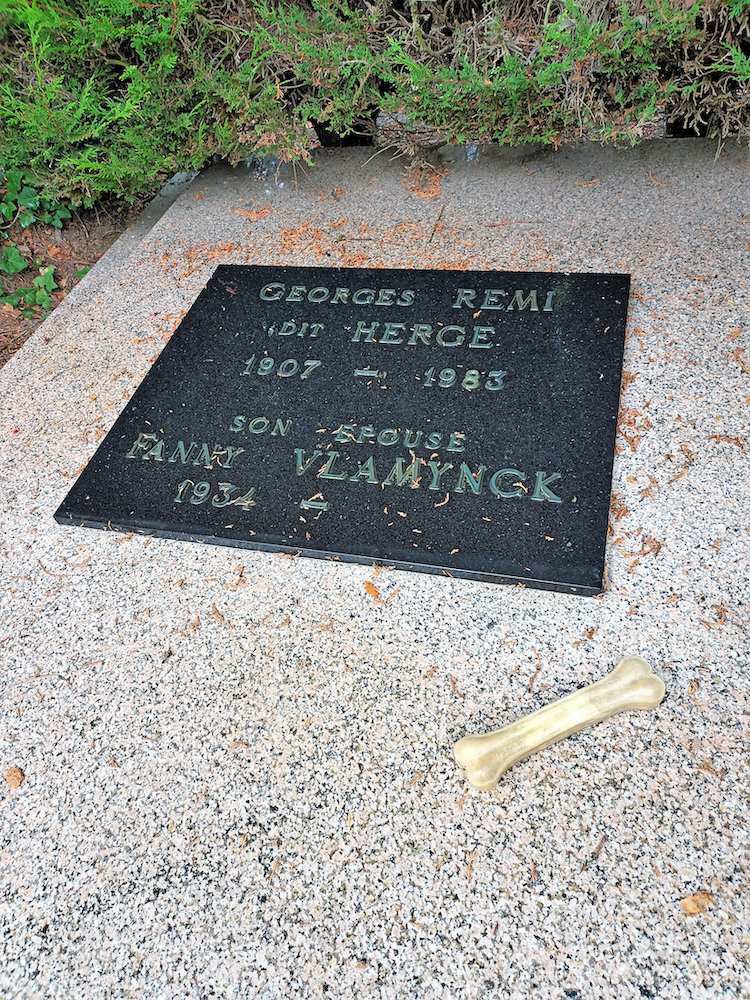 GEORGES REMI
DIT HERGE
1907 — 1983
SON EPOUSE
FANNY VLAMYNCK
1934 —